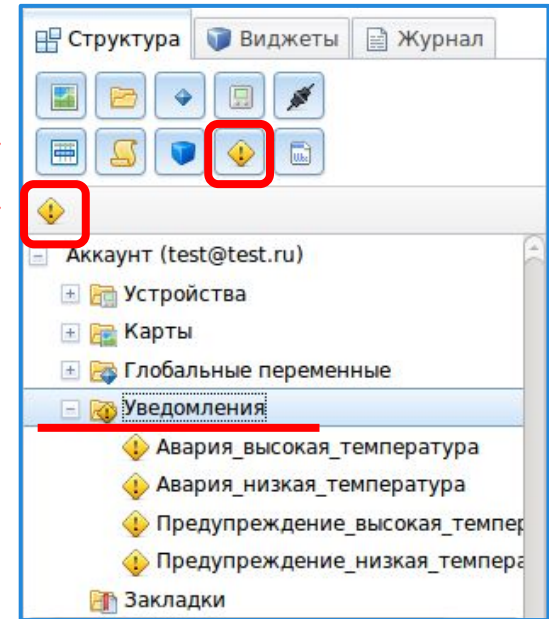 Структура Виджеты Журнал
Аккаунт (test@test.ru)
Устройства
Карты
Глобальные переменные
Уведомления
Авария_высокая_температура
Авария_низкая_температура
Предупреждение_высокая_темпер
Предупреждение_низкая_темпера
Закладки